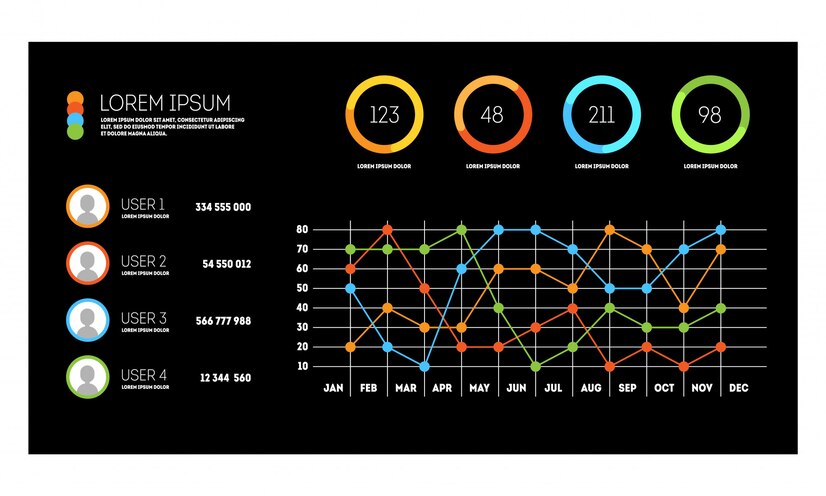 LOREM IPSUM
LOREM IPSUM DOLOR SIT AMET, CONSECTETUR ADIPISCING
ELIT, SED DO EIUSMOD TEMPOR INCIDIDUNT UT LABORE
ET DOLORE MAGNA ALIQUA.
123
LOREM IPSUM DOLOR
48
LOREM IPSUM DOLOR
211
LOREM IPSUM DOLOR
98
LOREM IPSUM DOLOR
USER 1
LOREM IPSUM DOLOR
334 555 000
USER 2
LOREM IPSUM DOLOR
54 550 012
USER 3
LOREM IPSUM DOLOR
566 777 988
USER 4
LOREM IPSUM DOLOR
12 344 560
80
70
60
50
40
30
20
10
JAN FEB MAR APR MAY JUN JUL AUG SEP OCT NOV DEC